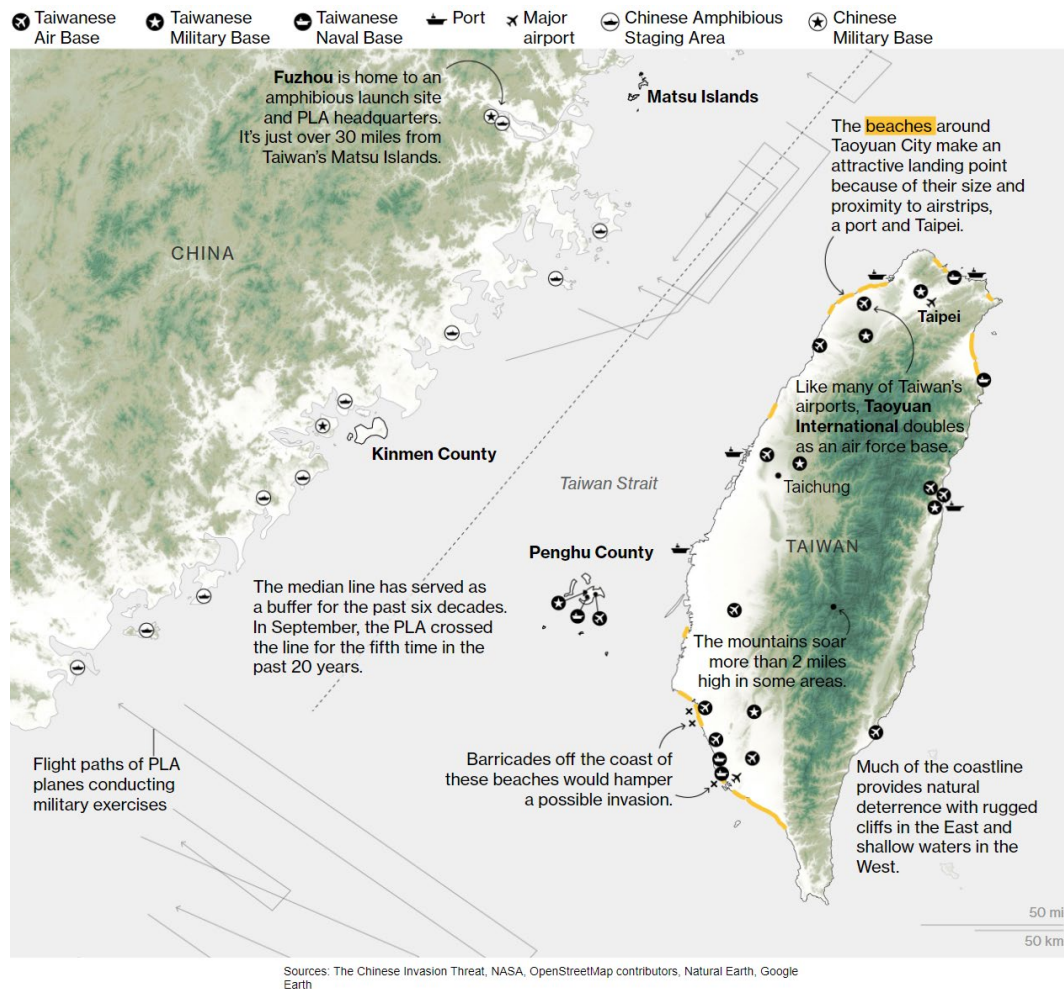 Taiwanese
Air Base
Taiwanese
Military Base
Taiwanese
Naval Base
Port
Major
airport
Chinese Amphibious
Staging Area
Chinese
Military Base
Fuzhou is home to an
amphibious launch site
and PLA headquarters.
It's just over 30 miles from
Taiwan's Matsu Islands.
Matsu Islands
The beaches around
Taoyuan City make an
attractive landing point
because of their size and
proximity to airstrips,
a port and Taipei.
CHINA
Taipei
Like many of Taiwan's
airports, Taoyuan
International doubles
as an air force base.
Kinmen County
Taiwan Strait
Taichung
Penghu County
TAIWAN
The median line has served as
a buffer for the past six decades.
In September, the PLA crossed
the line for the fifth time in the
past 20 years.
The mountains soar
more than 2 miles
high in some areas.
Flight paths of PLA
planes conducting
military exercises
Barricades off the coast of
these beaches would hamper
a possible invasion.
Much of the coastline
provides natural
deterrence with rugged
cliffs in the East and
shallow waters in the
West.
50 mi
50 km
Sources: The Chinese Invasion Threat, NASA, OpenStreetMap contributors, Natural Earth, Google
Earth